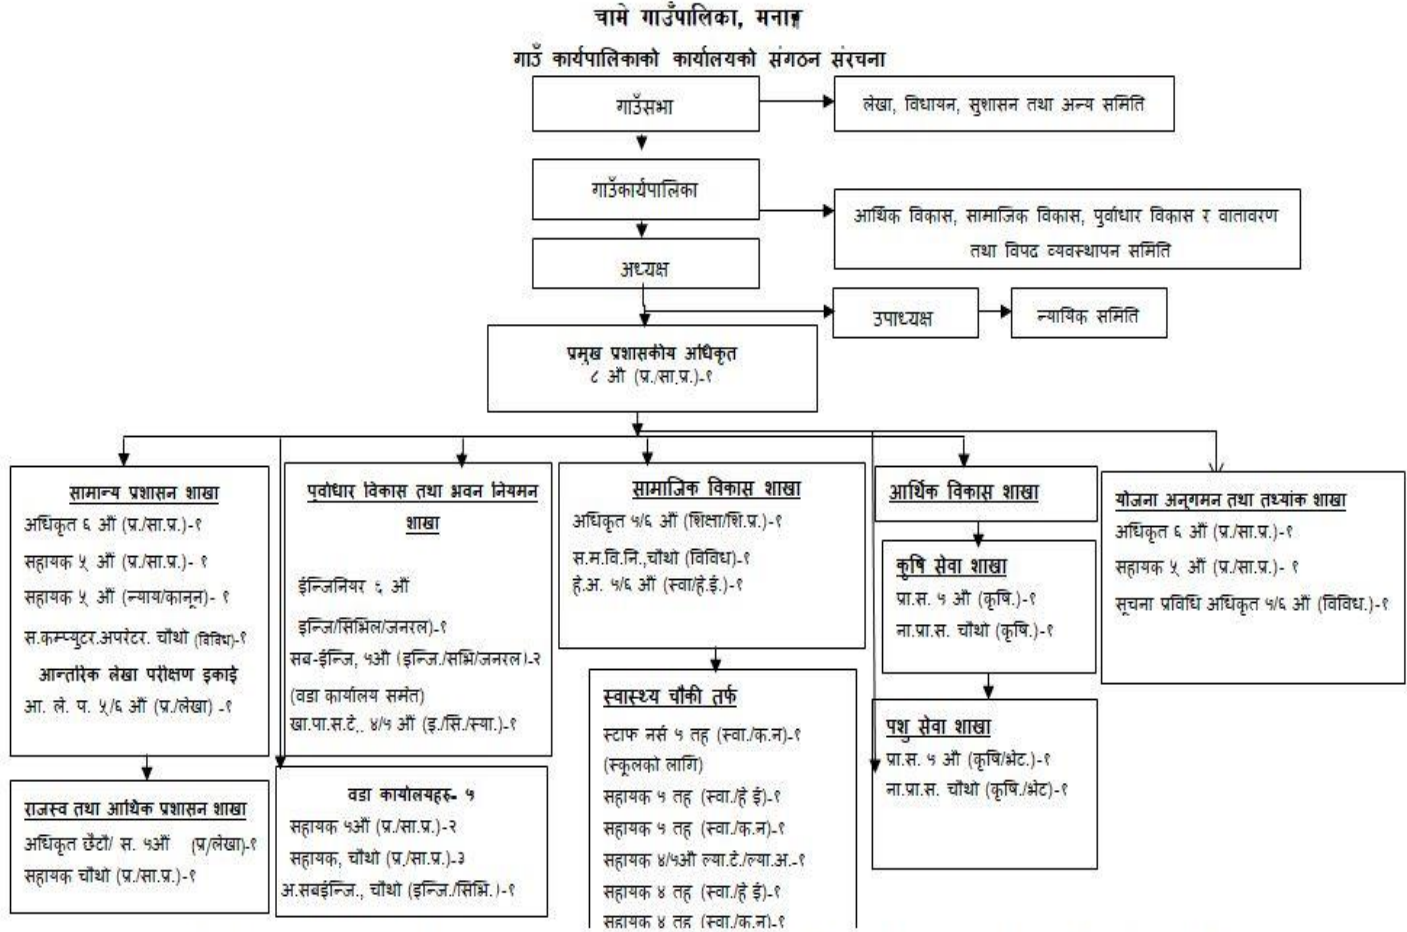 चामे गाउँपालिका, मनाङ्ग
गाउँ कार्यपालिकाको कार्यालयको संगठन संरचना
गाउँसभा
लेखा, विधायन, सुशासन तथा अन्य समिति
गाउँकार्यपालिका
आर्थिक विकास, सामाजिक विकास, पुर्वाधार विकास र वातावरण
तथा विपद व्यवस्थापन समिति
अध्यक्ष
उपाध्यक्ष
न्यायिक समिति
प्रमुख प्रशासकीय अधिकृत
८ औ (प्र./सा.प्र.)-१
सामान्य प्रशासन शाखा
अधिकृत ६ औं (प्र./सा.प्र.)-१
सहायक ५ औं (प्र./सा.प्र.)- १
सहायक ५ औं (न्याय/कानून)- १
स.कम्प्युटर.अपरेटर. चौथो (विविध)-१
आन्तरिक लेखा परीक्षण इकाई
आ. ले. प. ५/६ औं (प्र./लेखा) -१
राजस्व तथा आर्थिक प्रशासन शाखा
अधिकृत छैटौ/ स. ५औं (प्र/लेखा)-१
सहायक चौथो (प्र./सा.प्र.)-१
पुर्वाधार विकास तथा भवन नियमन
शाखा
ईन्जिनियर ६ औं
इन्जि/सिभिल/जनरल)-१
सब-ईन्जि, ५औ (इन्जि./सभि/जनरल)-२
(वडा कार्यालय समेत)
खा.पा.स.टे,. ४/५ औं (इ./सि./स्या.)-१
वडा कार्यालयहरु- ५
सहायक ५औं (प्र./सा.प्र.)-२
सहायक, चौथो (प्र./सा.प्र.)-३
अ.सबईन्जि., चौथो (इन्जि./सिभि.)-१
सामाजिक विकास शाखा
अधिकृत ५/६ औं (शिक्षा/शि.प्र.)-१
स.म.वि.नि.,चौथो (विविध)-१
हे.अ. ५/६ औं (स्वा/हे.ई.)-१
स्वास्थ्य चौकी तर्फ
स्टाफ नर्स ५ तह (स्वा./क.न)-१
(स्कूलको लागि)
सहायक ५ तह (स्वा./हे ई)-१
सहायक ५ तह (स्वा./क.न)-१
सहायक ४/५औ ल्या.टे./ल्या.अ.-१
सहायक ४ तह (स्वा./हे ई)-१
सहायक ४ तह (स्वा./क.न)-१
आर्थिक विकास शाखा
कृषि सेवा शाखा
प्रा.स. ५ औ (कृषि.)-१
ना.प्रा.स. चौथो (कृषि.)-१
पशु सेवा शाखा
प्रा.स. ५ औ (कृषि/भेट.)-१
ना.प्रा.स. चौथो (कृषि./भेट)-१
योजना अनुगमन तथा तथ्यांक शाखा
अधिकृत ६ औं (प्र./सा.प्र.)-१
सहायक ५ औं (प्र./सा.प्र.)- १
सूचना प्रविधि अधिकृत ५/६ औं (विविध.)-१